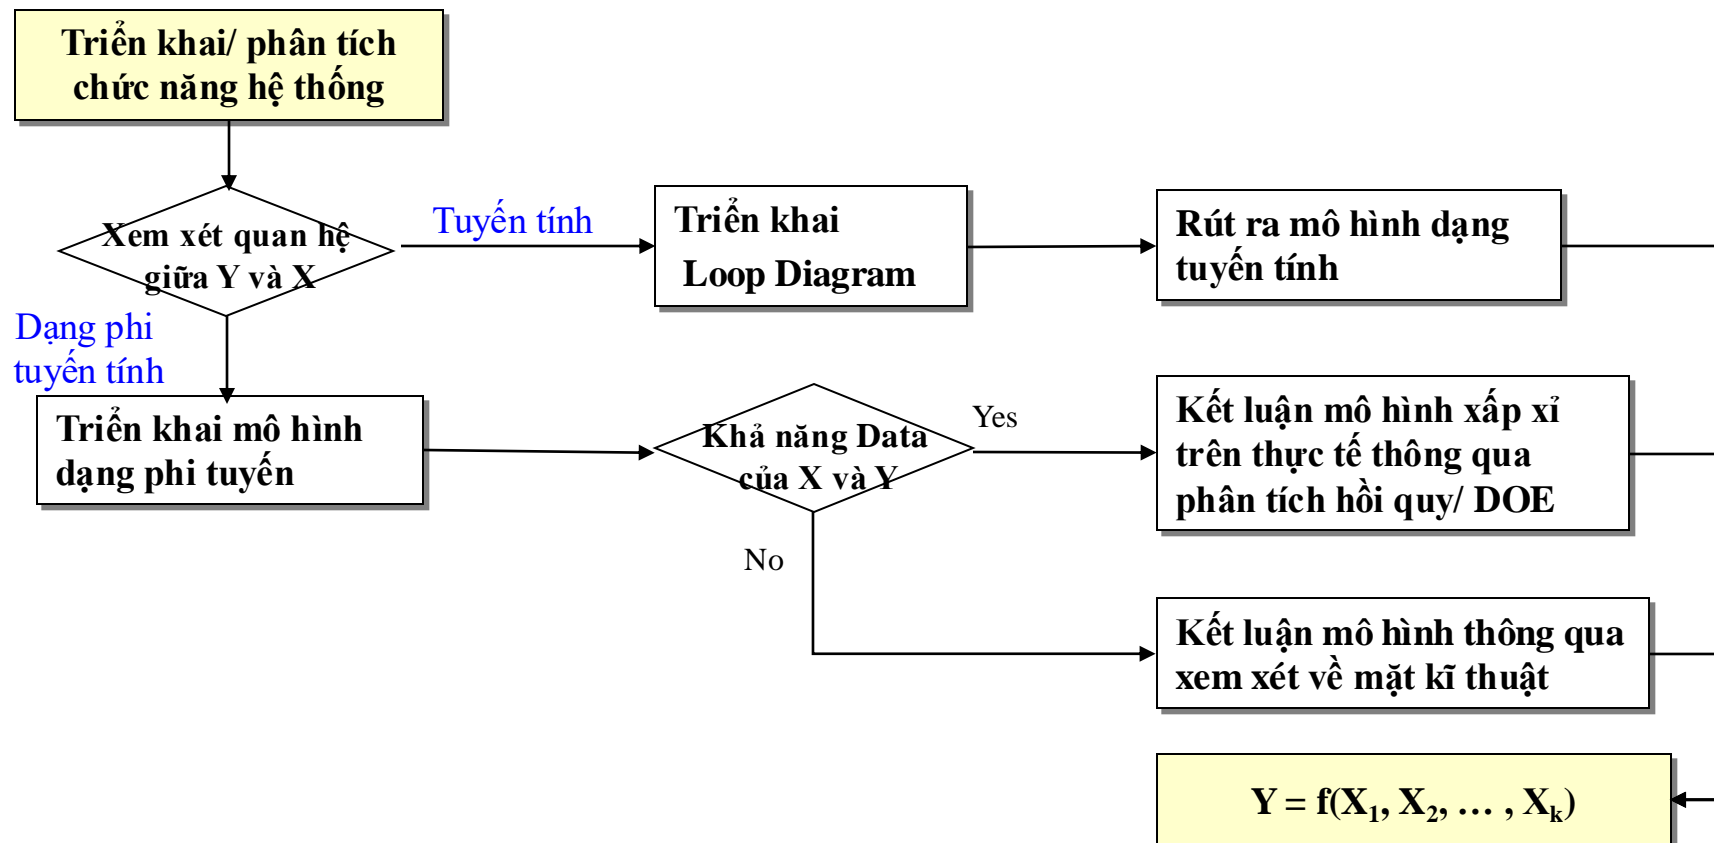 Triển khai/ phân tích
chức năng hệ thống
Xem xét quan hệ
giữa Y và X
Tuyến tính
Triển khai
Loop Diagram
Rút ra mô hình dạng
tuyến tính
Dạng phi
tuyến tính
Triển khai mô hình
dạng phi tuyến
Khả năng Data
của X và Y
Yes
Kết luận mô hình xấp xỉ
trên thực tế thông qua
phân tích hồi quy/ DOE
No
Kết luận mô hình thông qua
xem xét về mặt kĩ thuật
Y = f(X₁, X₂, … , Xₖ)